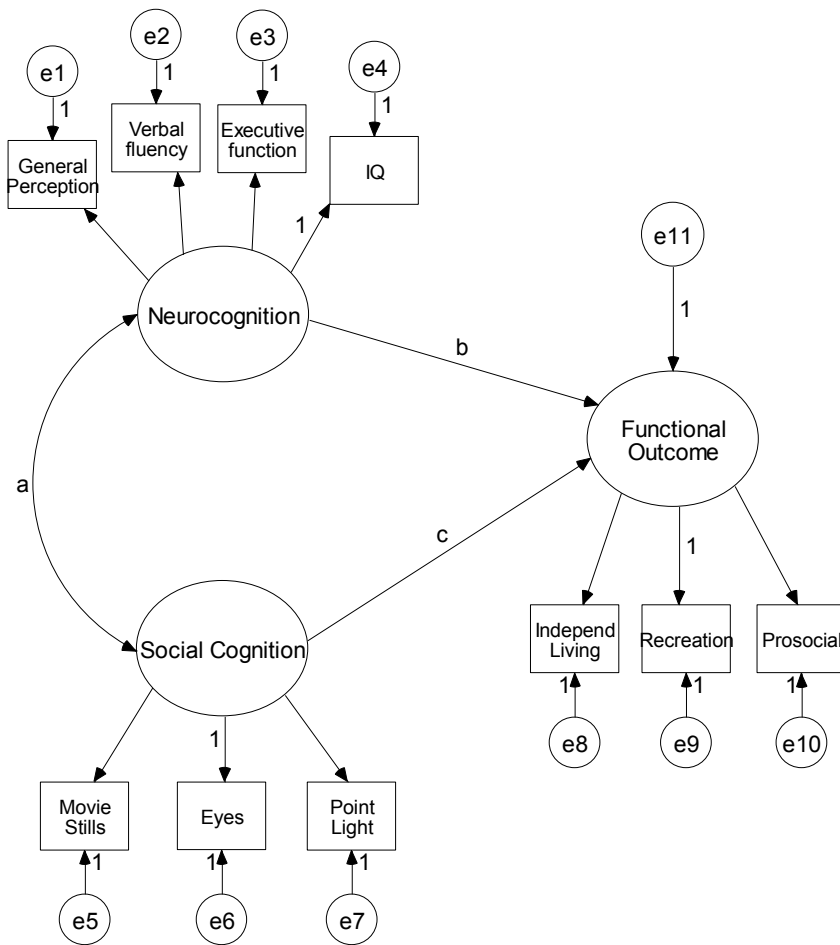 e1
e2
e3
e4
1
1
1
1
General
Perception
Verbal
fluency
Executive
function
IQ
1
Neurocognition
e11
1
b
Functional
Outcome
a
c
1
Social Cognition
1
Independ
Living
Recreation
Prosocial
1
1
1
e8
e9
e10
Movie
Stills
Eyes
Point
Light
1
1
1
e5
e6
e7